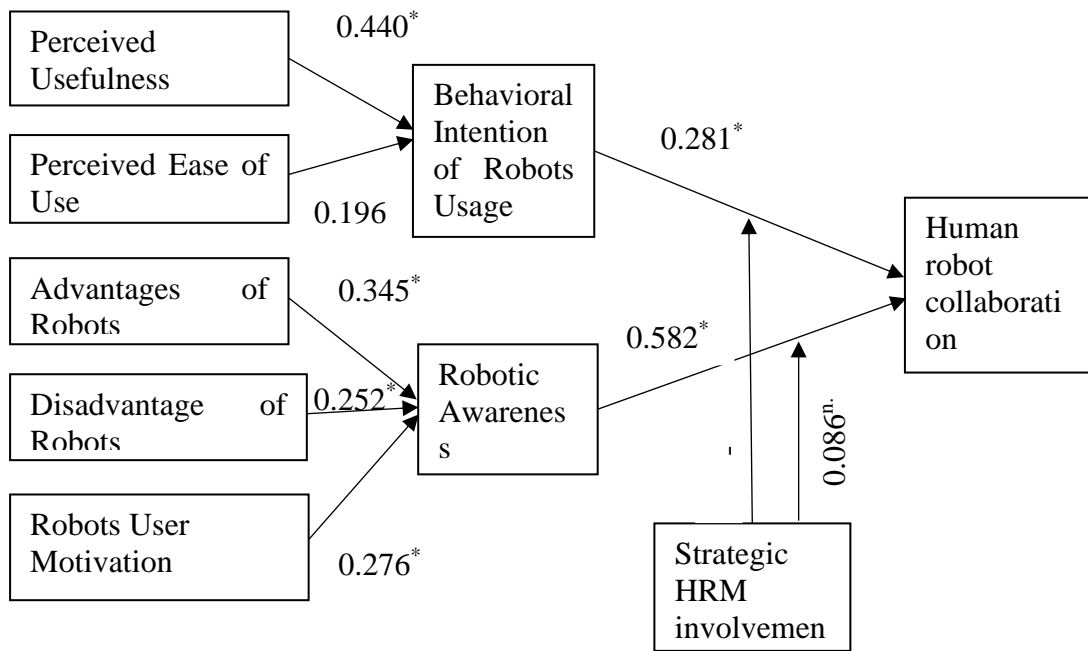 Perceived
Usefulness
0.440*
Perceived Ease of
Use
0.196
Behavioral
Intention
of Robots
Usage
0.281*
Human
robot
collaborati
on
Advantages of
Robots
0.345*
Disadvantage of
Robots
0.252*
Robots User
Motivation
0.276*
Robotic
Awarenes
s
0.582*
-
0.086n.
Strategic
HRM
involvemen